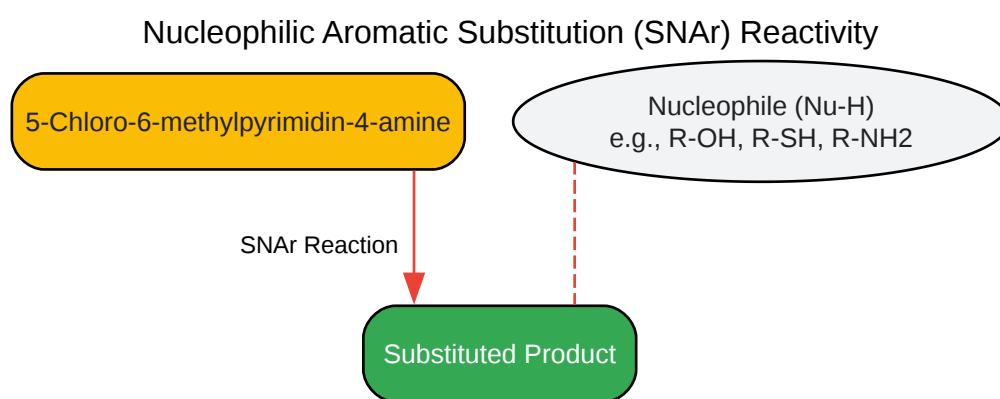 Nucleophilic Aromatic Substitution (SNAr) Reactivity
5-Chloro-6-methylpyrimidin-4-amine
Nucleophile (Nu-H)
e.g., R-OH, R-SH, R-NH2
SNAr Reaction
Substituted Product